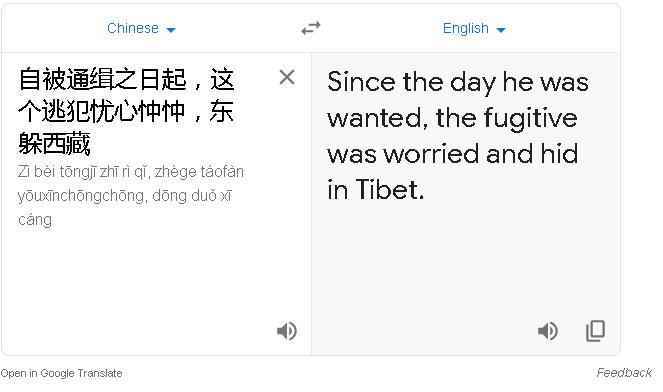 Chinese English
自被通缉之日起，这
个逃犯忧心忡忡，东
躲西藏
Zì bèi tōngjī zhī rì qǐ, zhège táofàn
yōuxīnchōngchōng, dōng duǒ xī
cáng
Since the day he was
wanted, the fugitive
was worried and hid
in Tibet.
Open in Google Translate Feedback